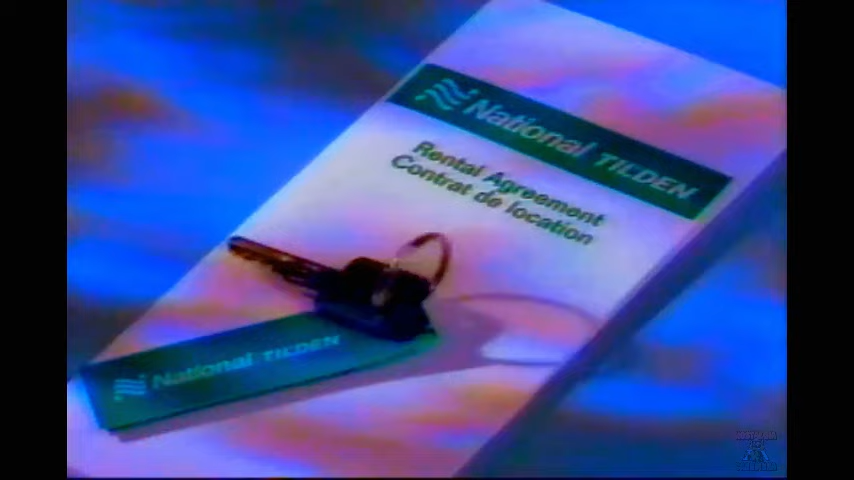 National TILDEN
Rental Agreement
Contrat de location
National TILDEN